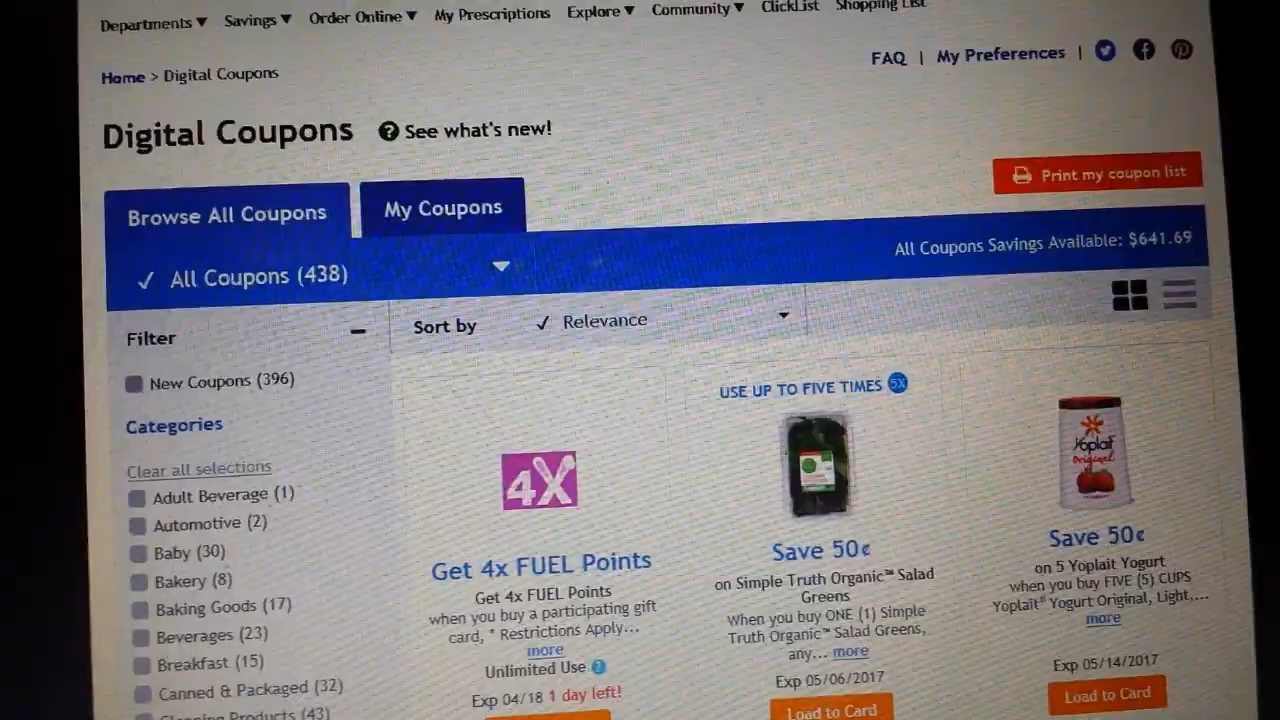 Departments ▼ Savings ▼ Order Online ▼ My Prescriptions Explore ▼ Community ▼ ClickList Shopping List
FAQ | My Preferences |
Home > Digital Coupons
Digital Coupons ? See what's new!
Print my coupon list
Browse All Coupons My Coupons
✓ All Coupons (438)
All Coupons Savings Available: $641.69
Filter
Sort by ✓ Relevance
New Coupons (396)
Categories
Clear all selections
Adult Beverage (1)
Automotive (2)
Baby (30)
Bakery (8)
Baking Goods (17)
Beverages (23)
Breakfast (15)
Canned & Packaged (32)
Cleaning Products (43)
4X
Get 4x FUEL Points
Get 4x FUEL Points
when you buy a participating gift
card, * Restrictions Apply...
more
Unlimited Use ?
Exp 04/18 1 day left!
USE UP TO FIVE TIMES 5X
Save 50¢
on Simple Truth Organic™ Salad
Greens
When you buy ONE (1) Simple
Truth Organic™ Salad Greens,
any... more
Exp 05/06/2017
Load to Card
Yoplait
Original
Save 50¢
on 5 Yoplait Yogurt
when you buy FIVE (5) CUPS
Yoplait® Yogurt Original, Light,...
more
Exp 05/14/2017
Load to Card